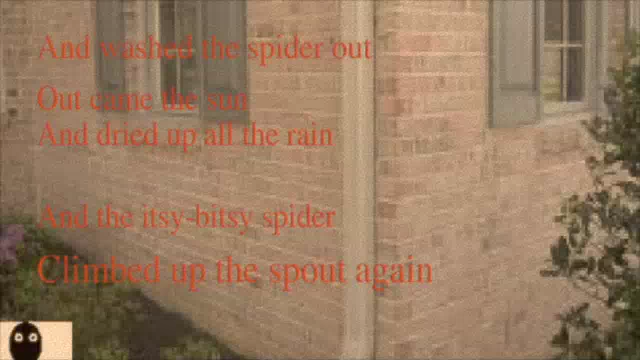 And washed the spider out
Out came the sun
And dried up all the rain
And the itsy-bitsy spider
Climbed up the spout again